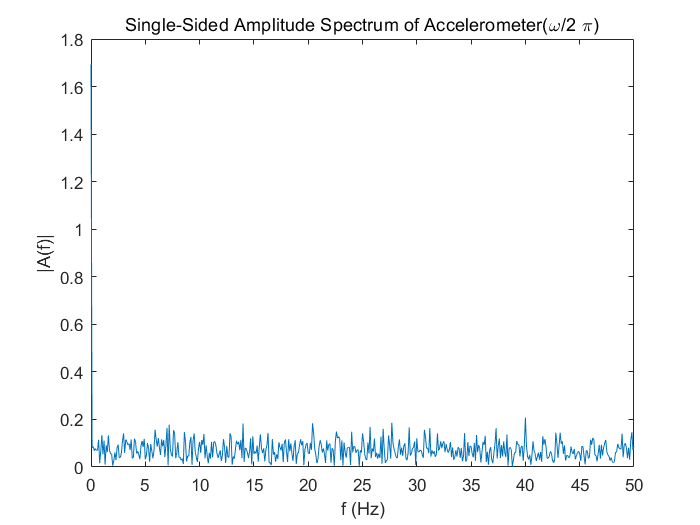 Single-Sided Amplitude Spectrum of Accelerometer(ω/2 π)
1.8
1.6
1.4
1.2
1
0.8
0.6
0.4
0.2
0
|A(f)|
0 5 10 15 20 25 30 35 40 45 50
f (Hz)